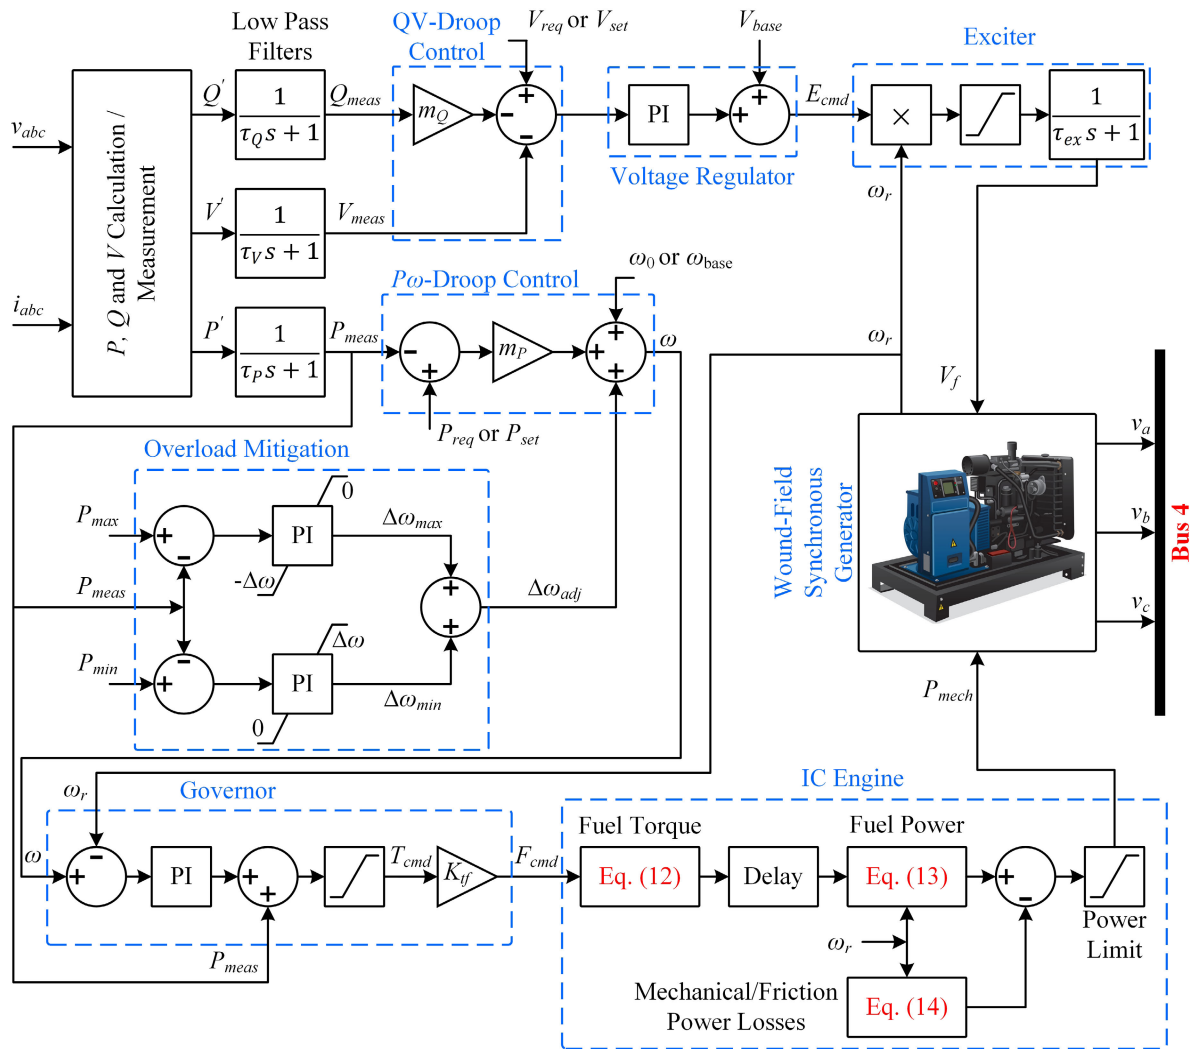 Low Pass
Filters
QV-Droop
Control
V_req or V_set
V_base
Exciter
v_abc
i_abc
P, Q and V Calculation /
Measurement
Q'
1
τ_Q s + 1
Q_meas
m_Q
+
-
-
PI
+
+
E_cmd
×
1
τ_ex s + 1
Voltage Regulator
V'
1
τ_V s + 1
V_meas
ω_r
Pω-Droop Control
ω_0 or ω_base
P'
1
τ_P s + 1
P_meas
-
+
m_P
+
+
+
ω
ω_r
V_f
P_req or P_set
Overload Mitigation
P_max
+
-
PI
0
-Δω
Δω_max
P_meas
+
+
Δω_adj
P_min
+
-
PI
Δω
0
Δω_min
Wound-Field
Synchronous
Generator
v_a
v_b
v_c
Bus 4
P_mech
Governor
ω_r
ω
+
-
PI
+
+
T_cmd
K_tf
F_cmd
P_meas
IC Engine
Fuel Torque
Eq. (12)
Delay
Fuel Power
Eq. (13)
+
-
Power
Limit
ω_r
Mechanical/Friction
Power Losses
Eq. (14)